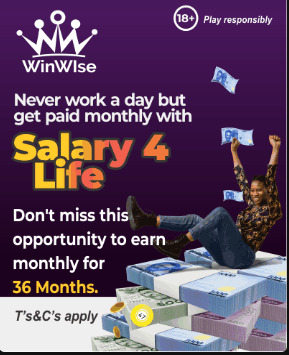 18+ Play responsibly
WinWIse
Never work a day but
get paid monthly with
Salary 4
Life
Don't miss this
opportunity to earn
monthly for
36 Months.
T's&C's apply